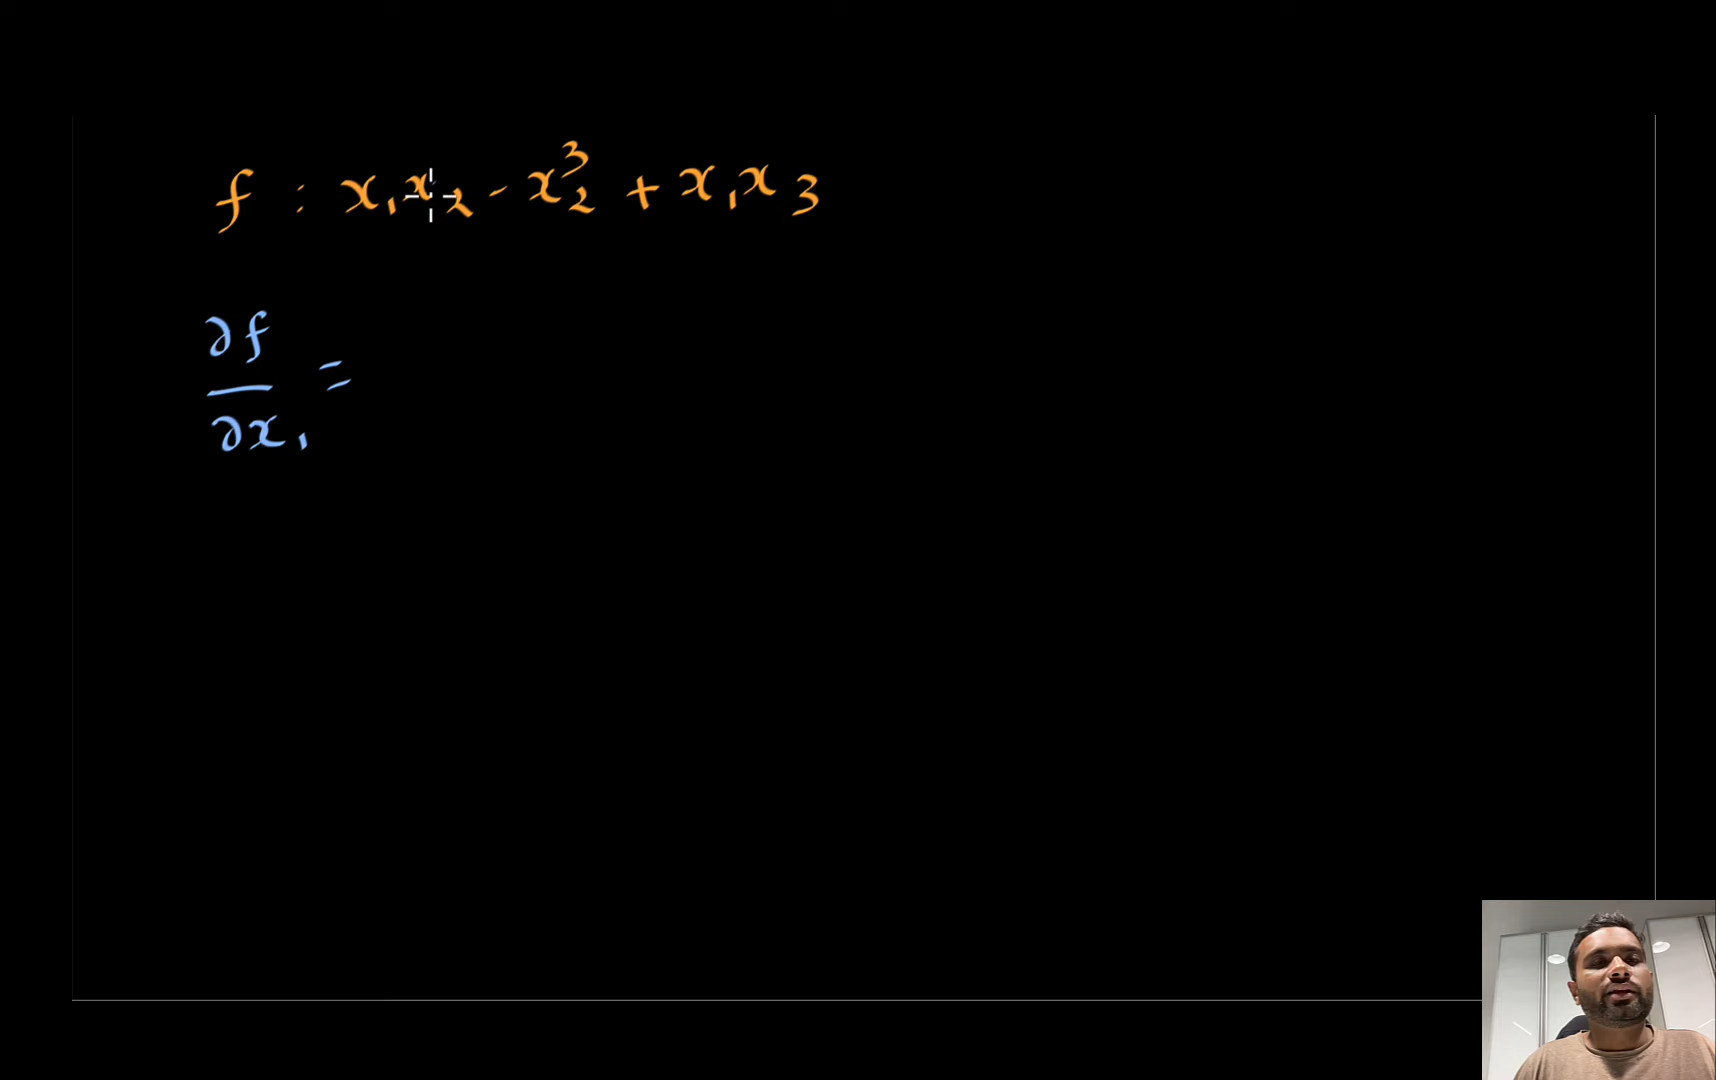 f : x₁x₂ - x₂³ + x₁x₃
∂f
―― =
∂x₁